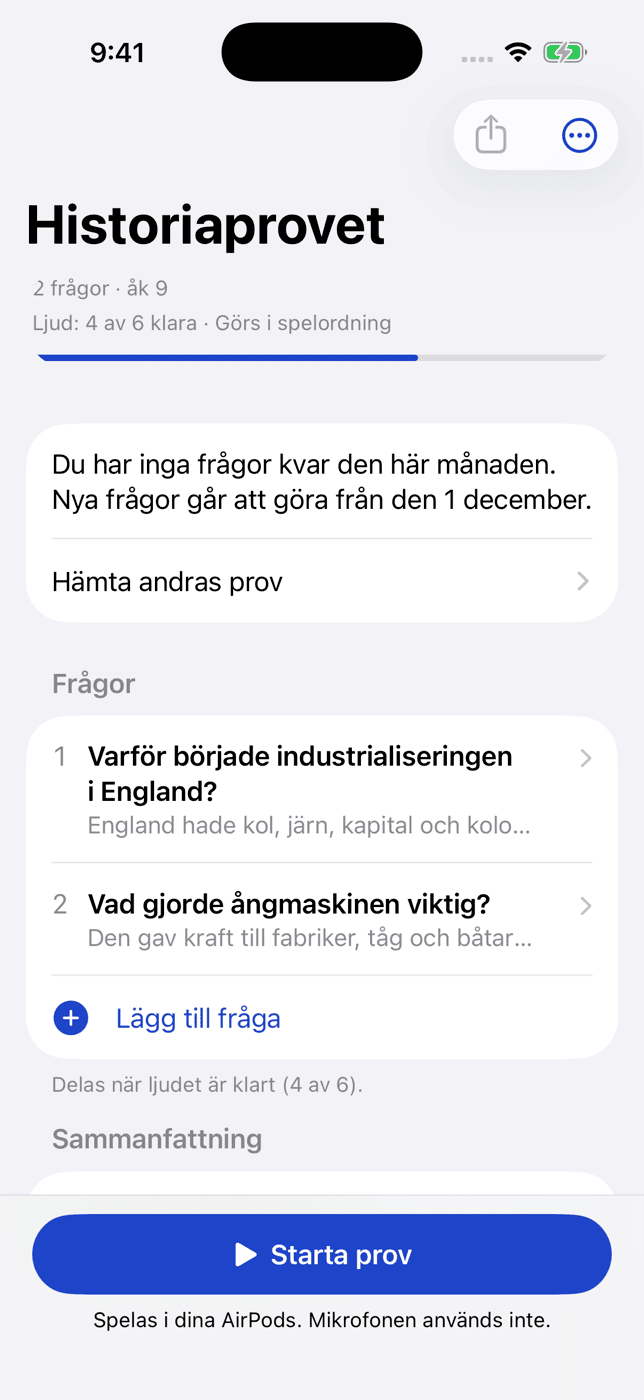 9:41
Historiaprovet
2 frågor · åk 9
Ljud: 4 av 6 klara · Görs i spelordning
Du har inga frågor kvar den här månaden.
Nya frågor går att göra från den 1 december.
Hämta andras prov
Frågor
1 Varför började industrialiseringen
i England?
England hade kol, järn, kapital och kolo...
2 Vad gjorde ångmaskinen viktig?
Den gav kraft till fabriker, tåg och båtar...
Lägg till fråga
Delas när ljudet är klart (4 av 6).
Sammanfattning
Starta prov
Spelas i dina AirPods. Mikrofonen används inte.